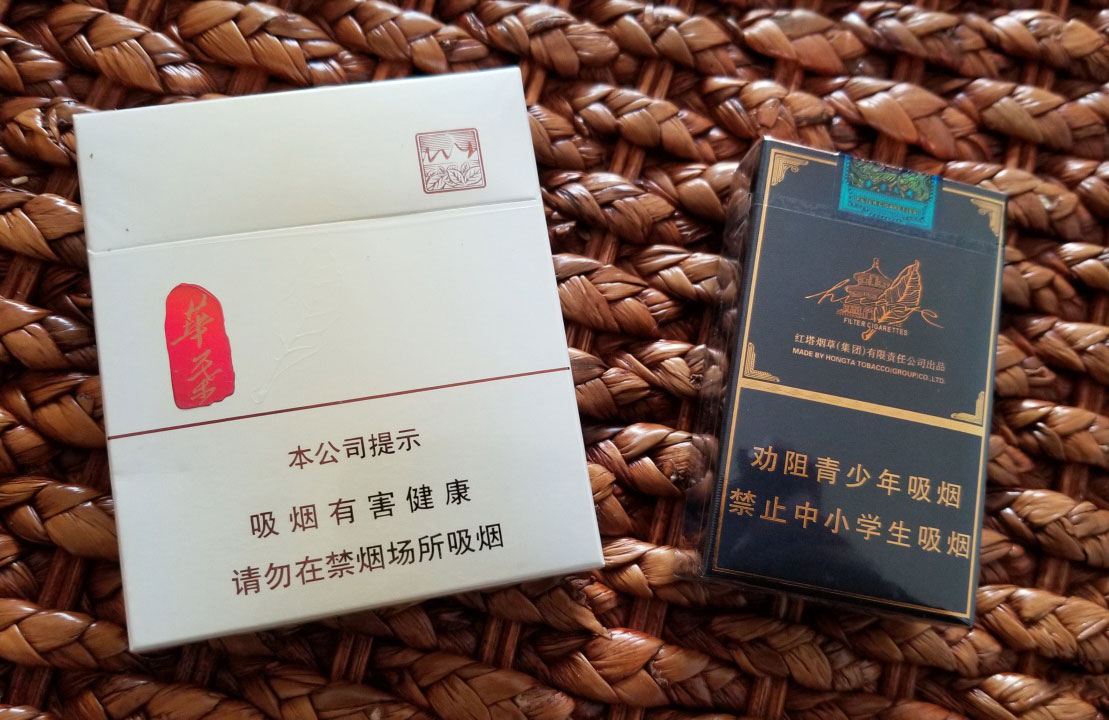 本公司提示
吸烟有害健康
请勿在禁烟场所吸烟
FILTER CIGARETTES
红塔烟草(集团)有限责任公司出品
MADE BY HONGTA TOBACCO(GROUP)CO.,LTD.
劝阻青少年吸烟
禁止中小学生吸烟